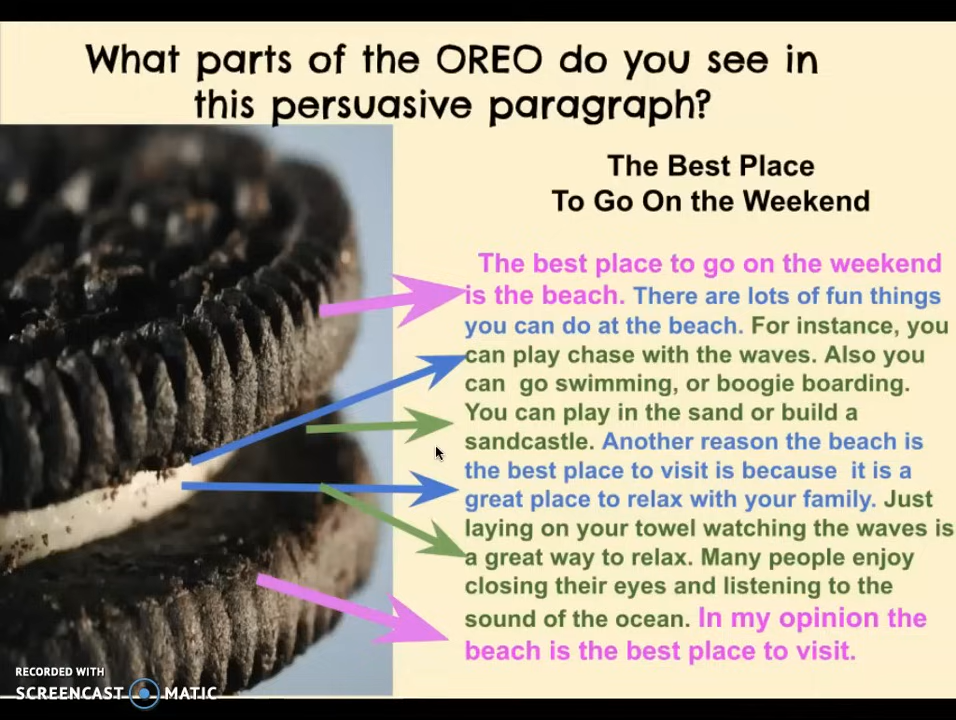 What parts of the OREO do you see in
this persuasive paragraph?
The Best Place
To Go On the Weekend
The best place to go on the weekend
is the beach. There are lots of fun things
you can do at the beach. For instance, you
can play chase with the waves. Also you
can  go swimming, or boogie boarding.
You can play in the sand or build a
sandcastle. Another reason the beach is
the best place to visit is because  it is a
great place to relax with your family. Just
laying on your towel watching the waves is
a great way to relax. Many people enjoy
closing their eyes and listening to the
sound of the ocean. In my opinion the
beach is the best place to visit.
RECORDED WITH
SCREENCAST MATIC